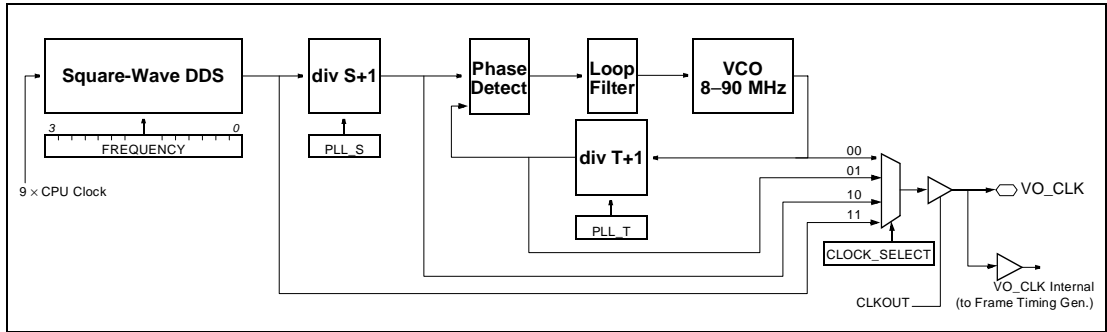 Square-Wave DDS
div S+1
Phase
Detect
Loop
Filter
VCO
8–90 MHz
3
0
FREQUENCY
PLL_S
div T+1
00
01
10
11
9 × CPU Clock
PLL_T
VO_CLK
CLOCK_SELECT
CLKOUT
VO_CLK Internal
(to Frame Timing Gen.)